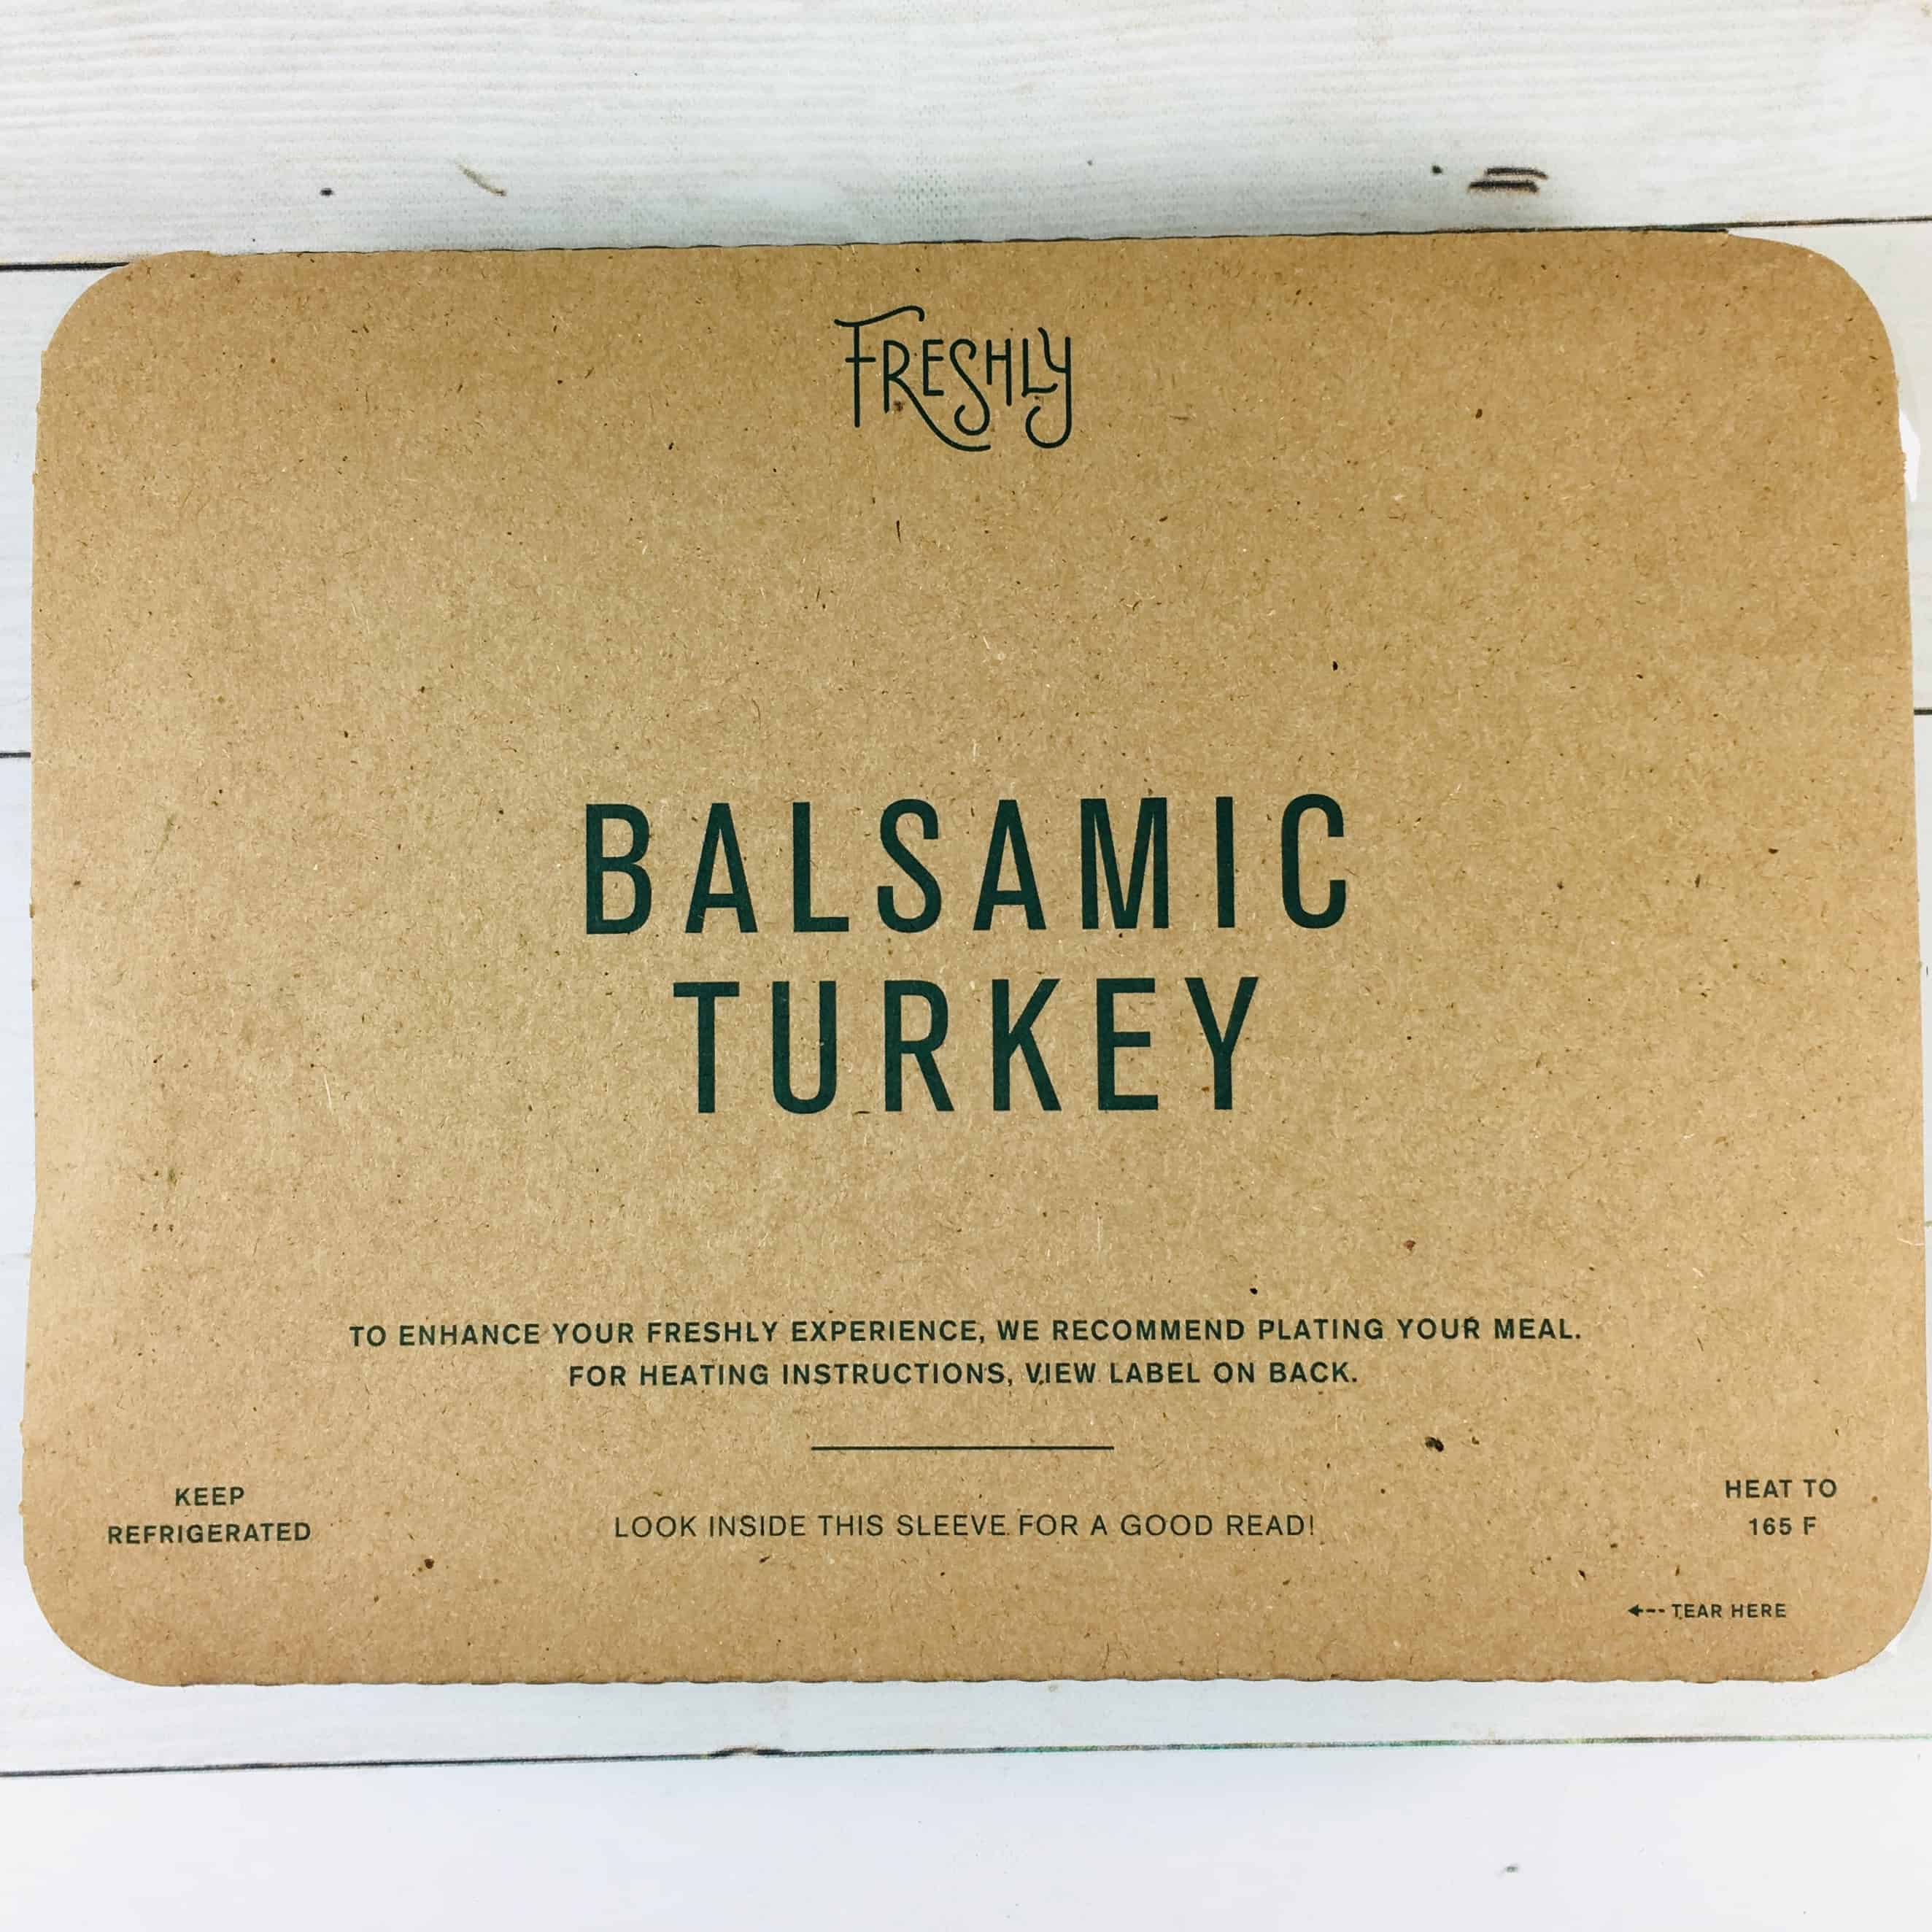 FRESHLY
BALSAMIC
TURKEY
TO ENHANCE YOUR FRESHLY EXPERIENCE, WE RECOMMEND PLATING YOUR MEAL.
FOR HEATING INSTRUCTIONS, VIEW LABEL ON BACK.
KEEP
REFRIGERATED
LOOK INSIDE THIS SLEEVE FOR A GOOD READ!
HEAT TO
165 F
TEAR HERE